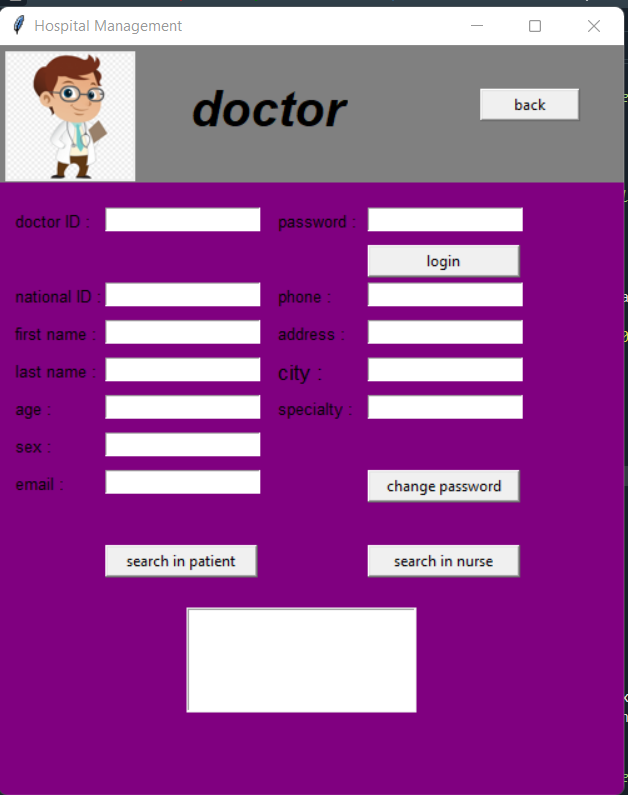 Hospital Management
doctor
back
doctor ID :
password :
login
national ID :
phone :
first name :
address :
last name :
city :
age :
specialty :
sex :
email :
change password
search in patient
search in nurse